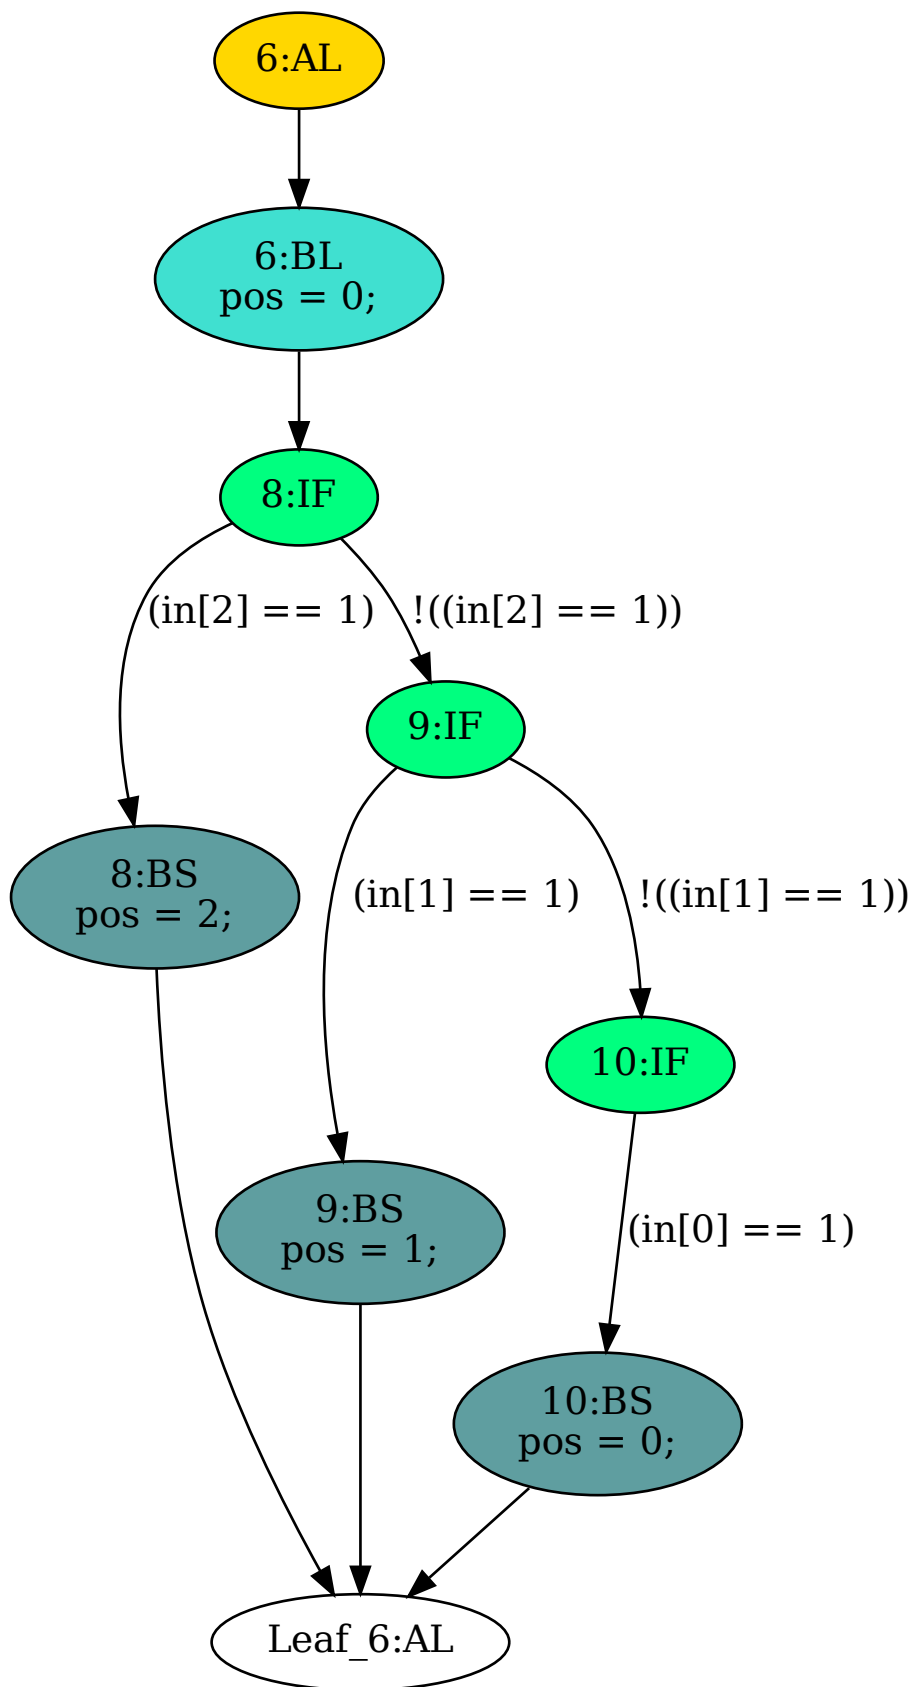 6:AL
6:BL
pos = 0;
8:IF
(in[2] == 1)
!((in[2] == 1))
9:IF
8:BS
pos = 2;
(in[1] == 1)
!((in[1] == 1))
10:IF
9:BS
pos = 1;
(in[0] == 1)
10:BS
pos = 0;
Leaf_6:AL